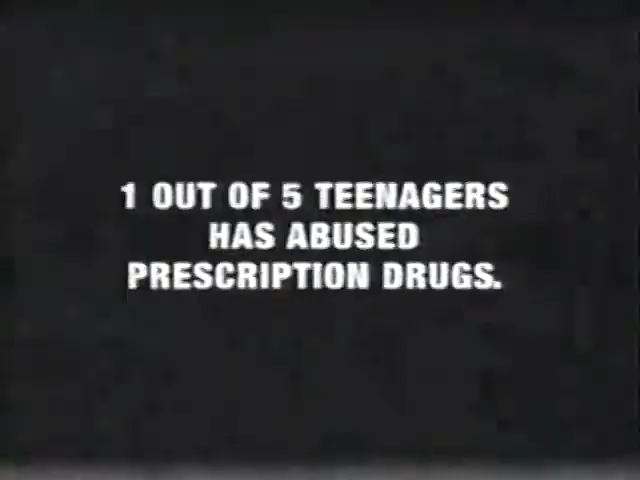 1 OUT OF 5 TEENAGERS
HAS ABUSED
PRESCRIPTION DRUGS.